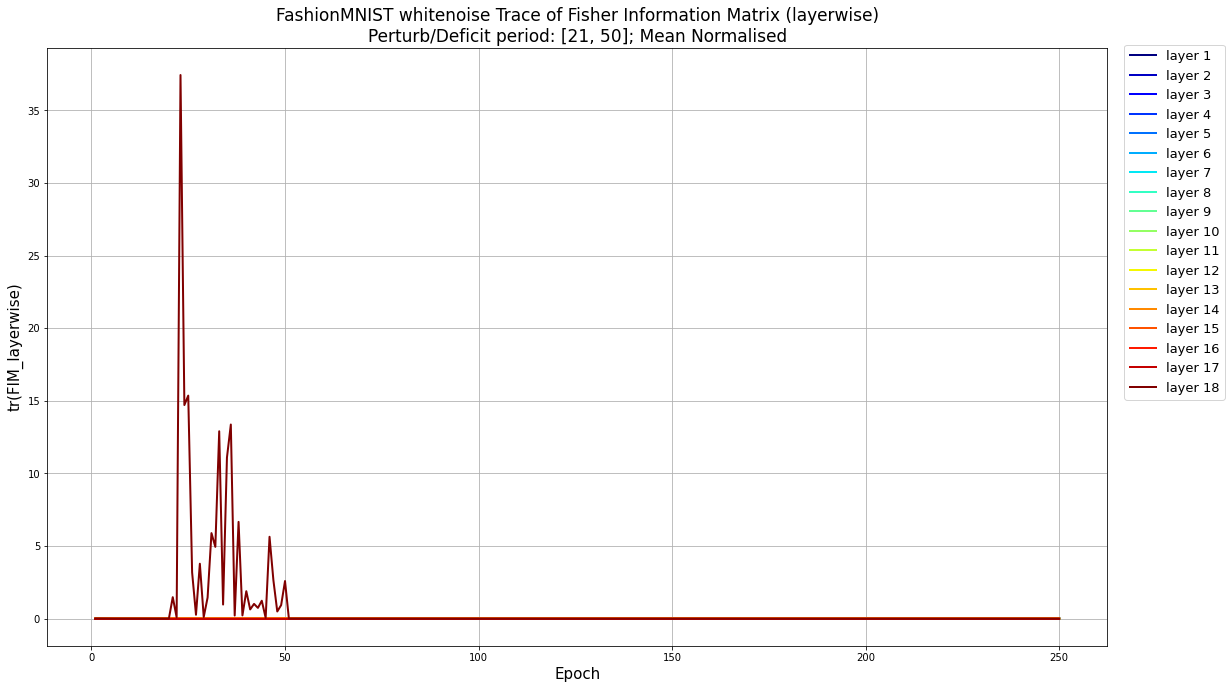 FashionMNIST whitenoise Trace of Fisher Information Matrix (layerwise)
Perturb/Deficit period: [21, 50]; Mean Normalised
tr(FIM_layerwise)
35
30
25
20
15
10
5
0
0 50 100 150 200 250
Epoch
layer 1
layer 2
layer 3
layer 4
layer 5
layer 6
layer 7
layer 8
layer 9
layer 10
layer 11
layer 12
layer 13
layer 14
layer 15
layer 16
layer 17
layer 18